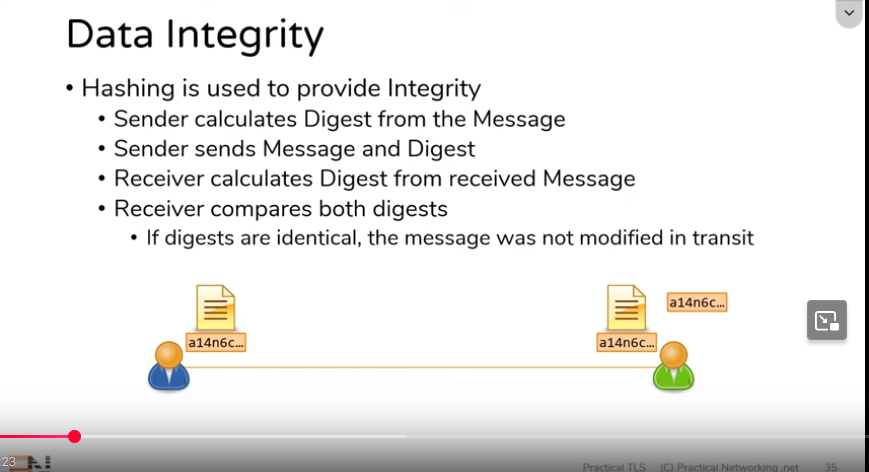 Data Integrity
• Hashing is used to provide Integrity
• Sender calculates Digest from the Message
• Sender sends Message and Digest
• Receiver calculates Digest from received Message
• Receiver compares both digests
• If digests are identical, the message was not modified in transit
a14n6c...
a14n6c...
a14n6c...
:23
Practical TLS (C) Practical Networking .net 35